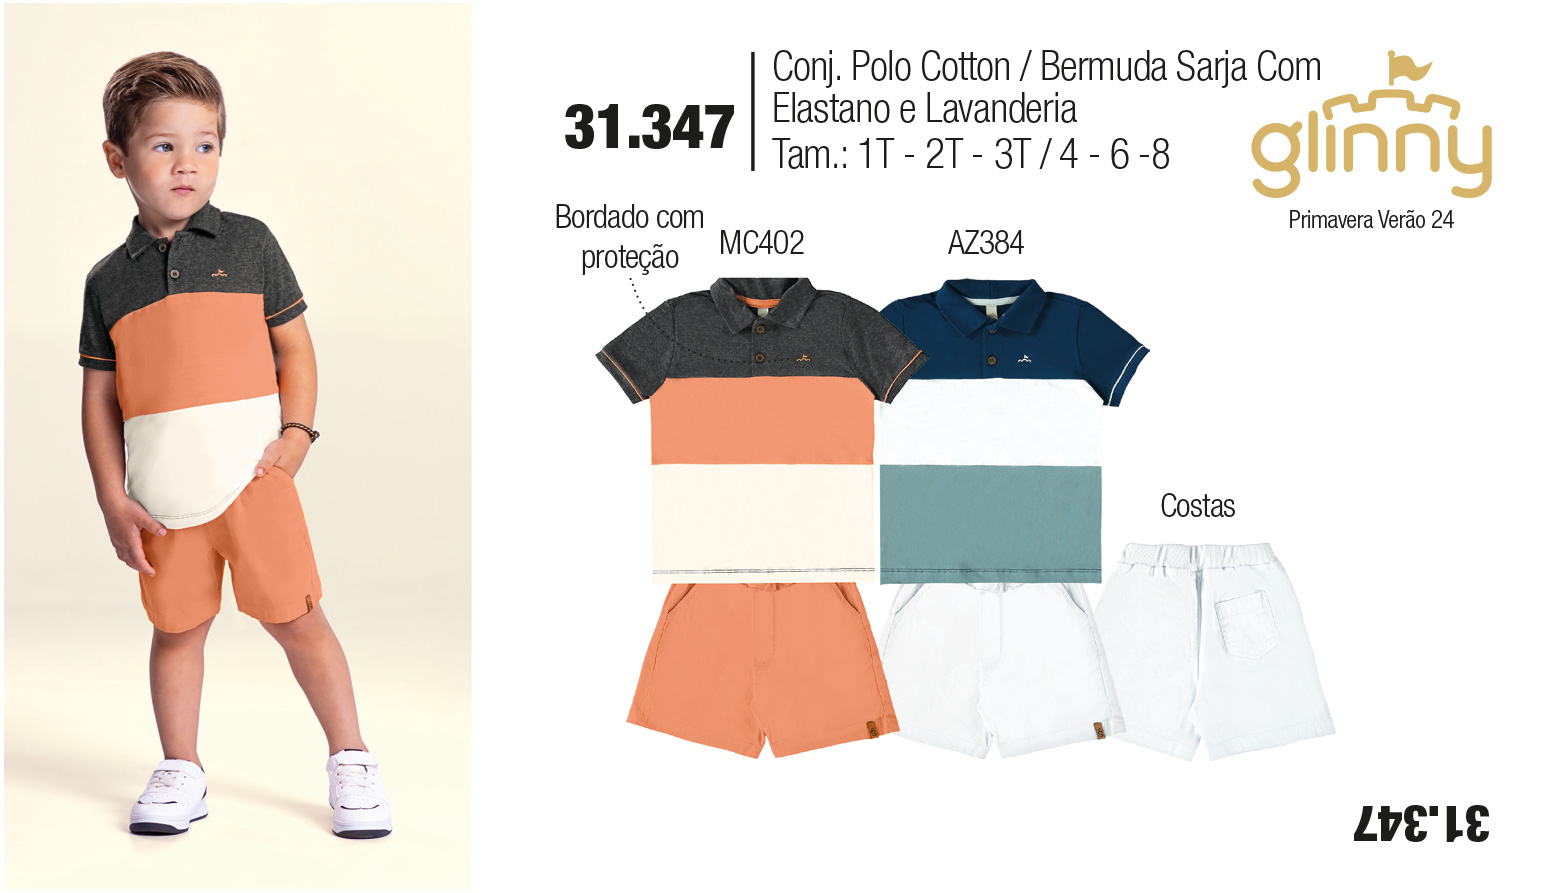 31.347
Conj. Polo Cotton / Bermuda Sarja Com
Elastano e Lavanderia
Tam.: 1T - 2T - 3T / 4 - 6 -8
glinny
Primavera Verão 24
Bordado com
proteção
MC402
AZ384
Costas
31.347